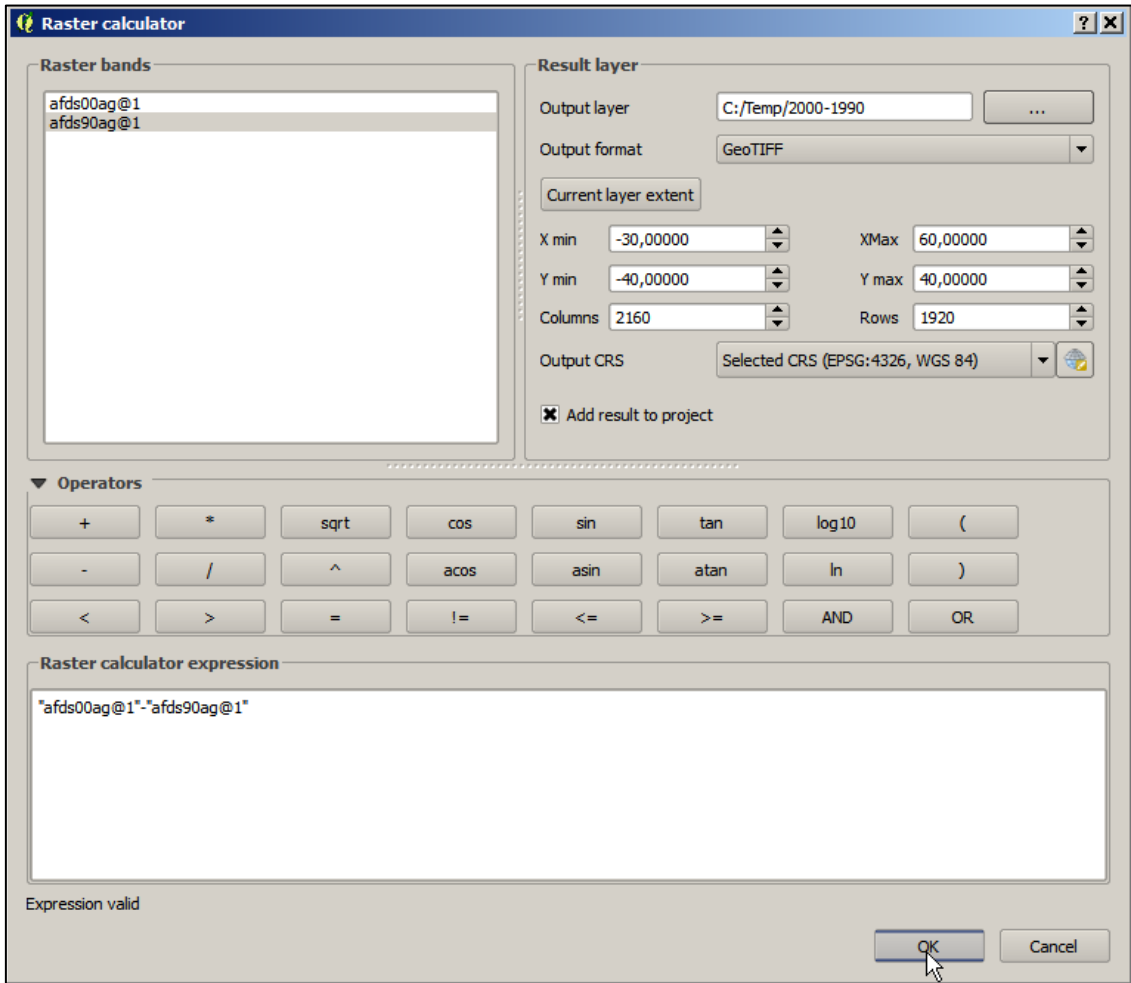 Raster calculator
Raster bands
afds00ag@1
afds90ag@1
Result layer
Output layer C:/Temp/2000-1990 ...
Output format GeoTIFF
Current layer extent
X min -30,00000 XMax 60,00000
Y min -40,00000 Y max 40,00000
Columns 2160 Rows 1920
Output CRS Selected CRS (EPSG:4326, WGS 84)
Add result to project
Operators
+ * sqrt cos sin tan log10 (
- / ^ acos asin atan ln )
< > = != <= >= AND OR
Raster calculator expression
"afds00ag@1"-"afds90ag@1"
Expression valid
OK Cancel